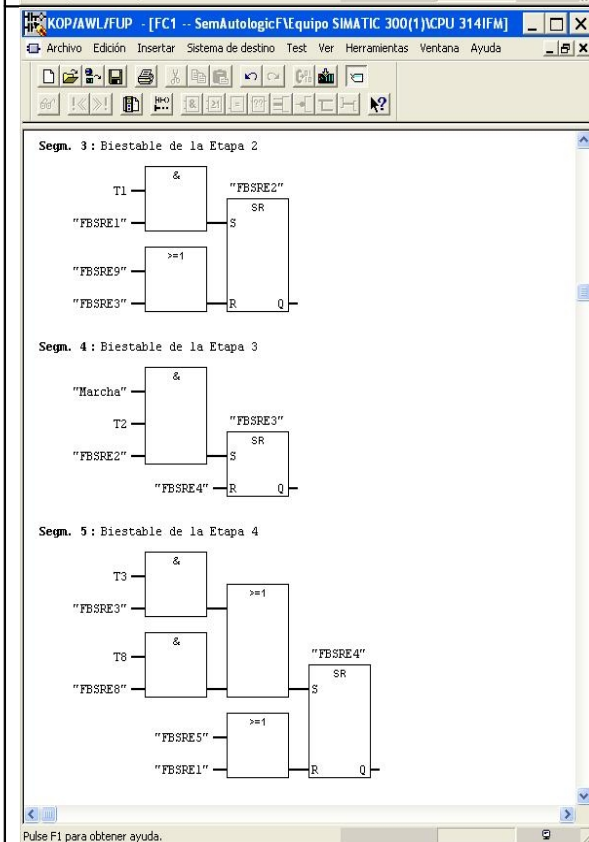 KOP/AWL/FUP - [FC1 -- SemAutologicF\Equipo SIMATIC 300(1)\CPU 314IFM]
Archivo Edición Insertar Sistema de destino Test Ver Herramientas Ventana Ayuda
Segm. 3 : Biestable de la Etapa 2
&
T1
"FBSRE2"
SR
"FBSRE1"
S
>=1
"FBSRE9"
"FBSRE3"
R Q
Segm. 4 : Biestable de la Etapa 3
&
"Marcha"
T2
"FBSRE3"
SR
"FBSRE2"
S
"FBSRE4"
R Q
Segm. 5 : Biestable de la Etapa 4
&
T3
>=1
"FBSRE3"
&
T8
"FBSRE4"
SR
"FBSRE8"
S
>=1
"FBSRE5"
"FBSRE1"
R Q
Pulse F1 para obtener ayuda.